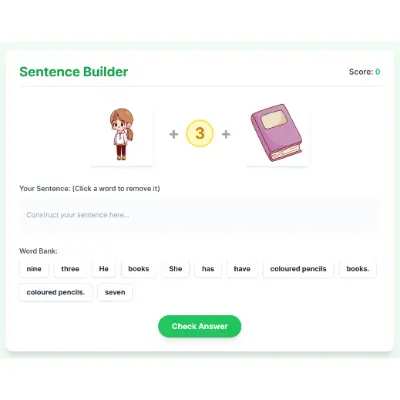 Sentence Builder
Score: 0
+ 3 +
Your Sentence: (Click a word to remove it)
Construct your sentence here...
Word Bank:
nine three He books She has have coloured pencils books.
coloured pencils. seven
Check Answer